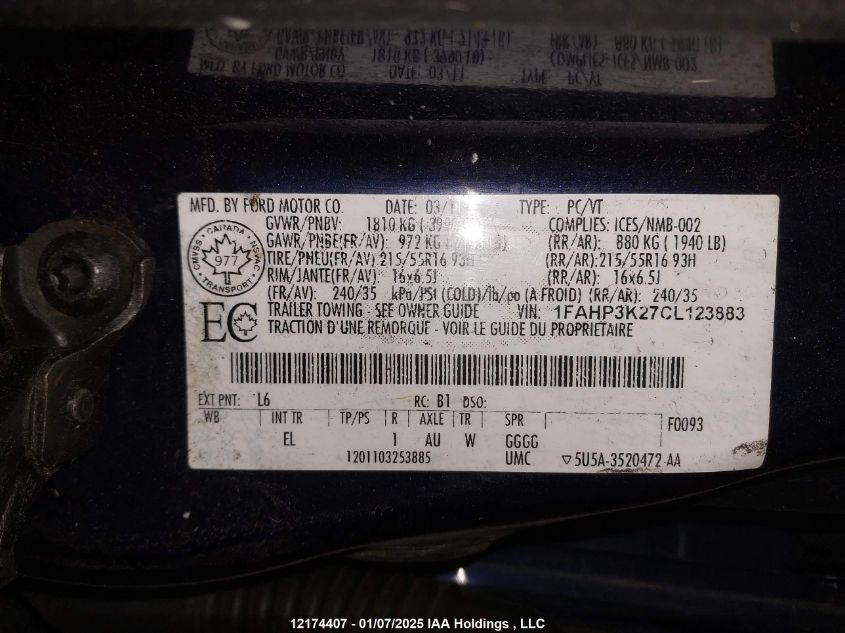 MFD. BY FORD MOTOR CO. DATE: 03/11 TYPE: PC/VT
GVWR/PNBV: 1810 KG ( COMPLIES: ICES/NMB-002
GAWR/PNBE(FR/AV): 972 KG (RR/AR): 880 KG ( 1940 LB)
TIRE/PNEU(FR/AV):215/55R16 93H (RR/AR):215/55R16 93H
RIM/JANTE(FR/AV): 16x6.5J (RR/AR): 16x6.5J
(FR/AV): 240/35 kPa/PSI (COLD)/lb/po (A FROID) (RR/AR): 240/35
TRAILER TOWING - SEE OWNER GUIDE VIN: 1FAHP3K27CL123883
TRACTION D'UNE REMORQUE - VOIR LE GUIDE DU PROPRIETAIRE
CANADA
CMVSS NSVAC
977
TRANSPORT
EC
EXT PNT: L6 RC: B1 DSO:
WB INT TR TP/PS R AXLE TR SPR F0093
EL 1 AU W GGGG
1201103253885 UMC ▽5U5A-3520472-AA
12174407 - 01/07/2025 IAA Holdings , LLC